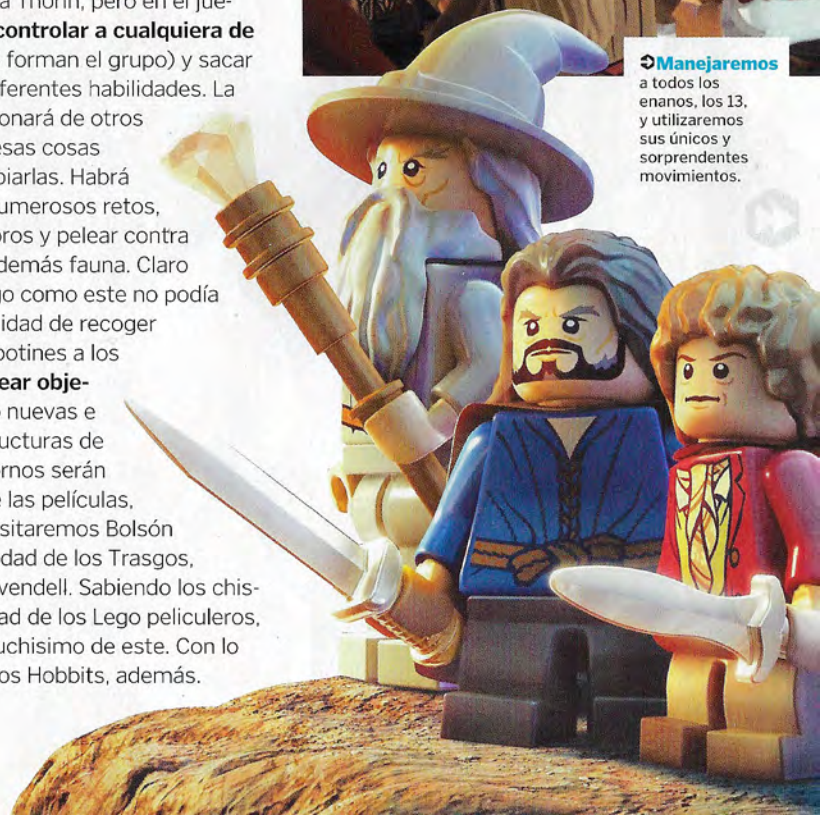 a Thorin, pero en el jue-
controlar a cualquiera de
forman el grupo) y sacar
ferentes habilidades. La
onará de otros
esas cosas
biarlas. Habrá
umerosos retos,
ros y pelear contra
demás fauna. Claro
go como este no podía
idad de recoger
botines a los
ear obje-
nuevas e
ucturas de
rnos serán
e las películas,
sitaremos Bolsón
dad de los Trasgos,
vendell. Sabiendo los chis-
ad de los Lego peliculeros,
uchisimo de este. Con lo
os Hobbits, además.
Manejaremos
a todos los
enanos, los 13,
y utilizaremos
sus únicos y
sorprendentes
movimientos.